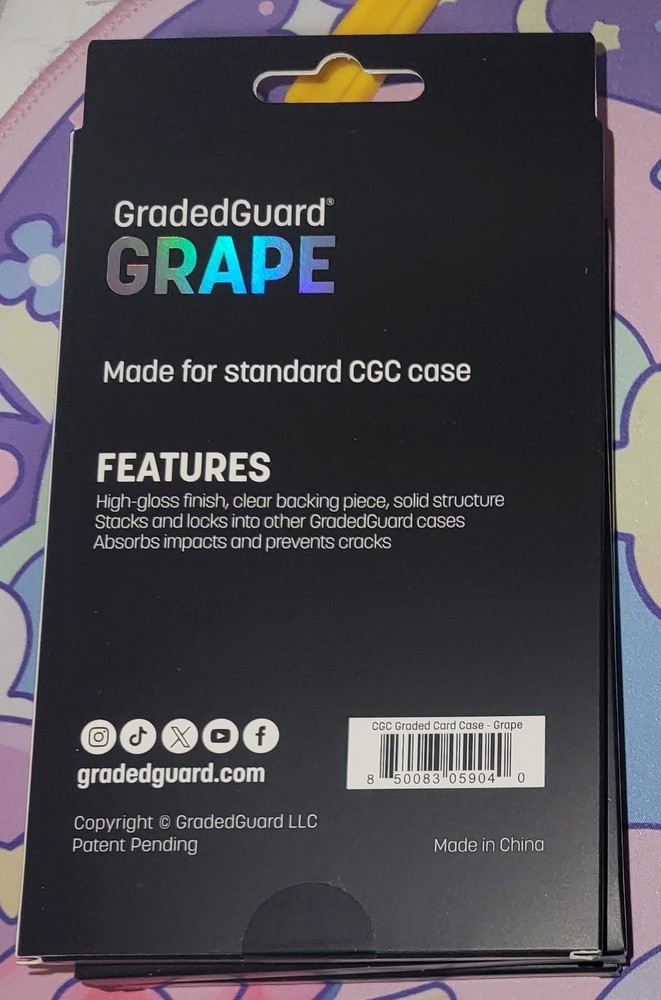 GradedGuard®
GRAPE
Made for standard CGC case
FEATURES
High-gloss finish, clear backing piece, solid structure
Stacks and locks into other GradedGuard cases
Absorbs impacts and prevents cracks
gradedguard.com
CGC Graded Card Case - Grape
8 50083 05904 0
Copyright © GradedGuard LLC
Patent Pending
Made in China